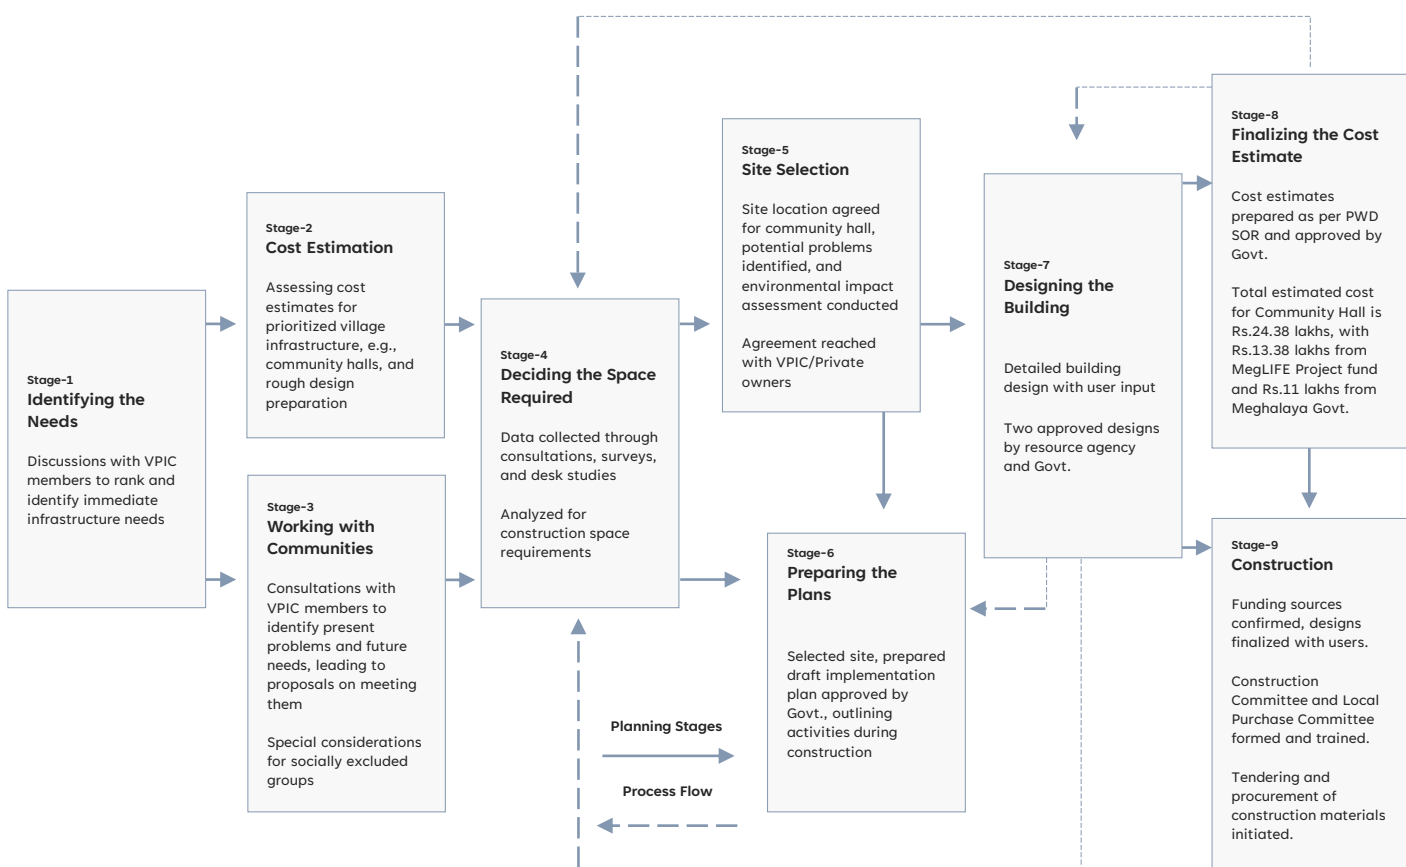 Stage-1
Identifying the
Needs
Discussions with VPIC
members to rank and
identify immediate
infrastructure needs
Stage-2
Cost Estimation
Assessing cost
estimates for
prioritized village
infrastructure, e.g.,
community halls, and
rough design
preparation
Stage-3
Working with
Communities
Consultations with
VPIC members to
identify present
problems and future
needs, leading to
proposals on meeting
them
Special considerations
for socially excluded
groups
Stage-4
Deciding the Space
Required
Data collected through
consultations, surveys,
and desk studies
Analyzed for
construction space
requirements
Stage-5
Site Selection
Site location agreed
for community hall,
potential problems
identified, and
environmental impact
assessment conducted
Agreement reached
with VPIC/Private
owners
Stage-6
Preparing the
Plans
Selected site, prepared
draft implementation
plan approved by
Govt., outlining
activities during
construction
Planning Stages
Process Flow
Stage-7
Designing the
Building
Detailed building
design with user input
Two approved designs
by resource agency
and Govt.
Stage-8
Finalizing the Cost
Estimate
Cost estimates
prepared as per PWD
SOR and approved by
Govt.
Total estimated cost
for Community Hall is
Rs.24.38 lakhs, with
Rs.13.38 lakhs from
MegLIFE Project fund
and Rs.11 lakhs from
Meghalaya Govt.
Stage-9
Construction
Funding sources
confirmed, designs
finalized with users.
Construction
Committee and Local
Purchase Committee
formed and trained.
Tendering and
procurement of
construction materials
initiated.